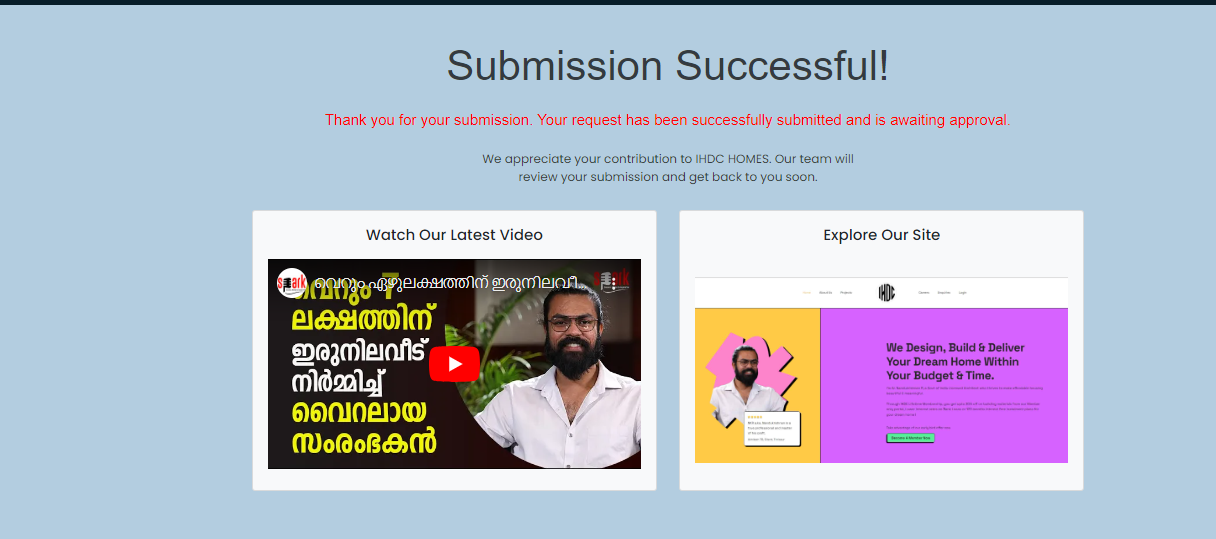 Submission Successful!
Thank you for your submission. Your request has been successfully submitted and is awaiting approval.
We appreciate your contribution to IHDC HOMES. Our team will
review your submission and get back to you soon.
Watch Our Latest Video
spark
വെറും ഏഴുലക്ഷത്തിന് ഇരുനിലവീ...
വെറും 7
ലക്ഷത്തിന്
ഇരുനിലവീട്
നിർമ്മിച്ച്
വൈറലായ
സംരംഭകൻ
Explore Our Site
Home About Us Projects IHDC Careers Enquiries Login
We Design, Build & Deliver
Your Dream Home Within
Your Budget & Time.
Become A Member Now